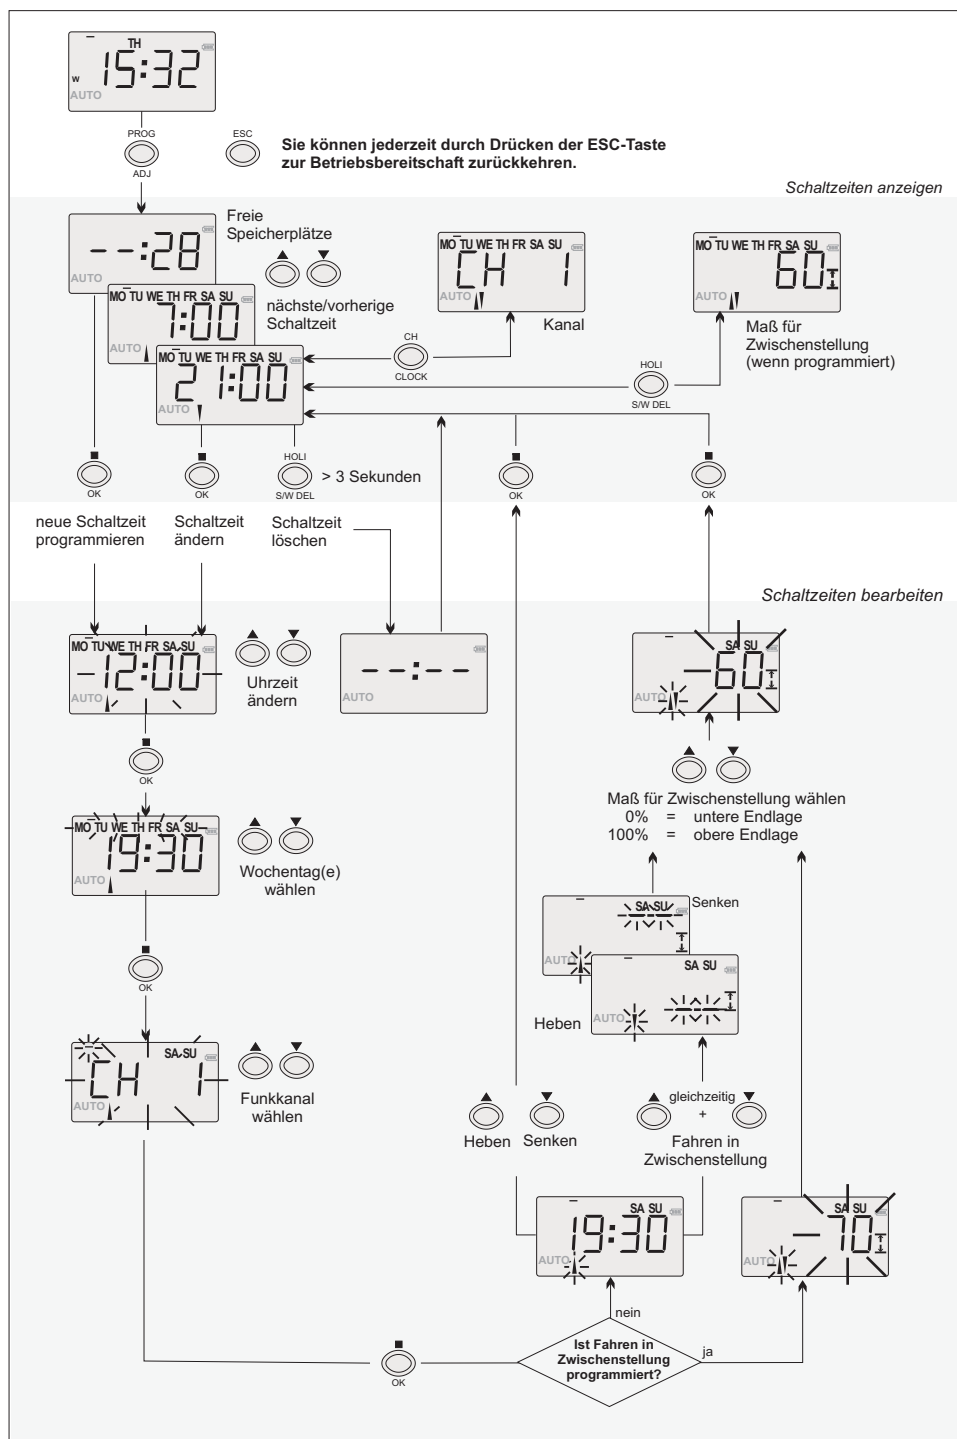 TH
15:32
W
AUTO
PROG
ADJ
ESC
Sie können jederzeit durch Drücken der ESC-Taste
zur Betriebsbereitschaft zurückkehren.
Schaltzeiten anzeigen
--:28
AUTO
Freie
Speicherplätze
nächste/vorherige
Schaltzeit
MO TU WE TH FR SA SU
7:00
AUTO
MO TU WE TH FR SA SU
21:00
AUTO
MO TU WE TH FR SA SU
CH 1
AUTO
Kanal
MO TU WE TH FR SA SU
60
AUTO
Maß für
Zwischenstellung
(wenn programmiert)
CH
CLOCK
HOLI
S/W DEL
OK
OK
HOLI
S/W DEL
> 3 Sekunden
OK
OK
neue Schaltzeit
programmieren
Schaltzeit
ändern
Schaltzeit
löschen
Schaltzeiten bearbeiten
MO TU WE TH FR SA SU
12:00
AUTO
Uhrzeit
ändern
--:--
AUTO
SA SU
60
AUTO
OK
Maß für Zwischenstellung wählen
0% = untere Endlage
100% = obere Endlage
MO TU WE TH FR SA SU
19:30
AUTO
Wochentag(e)
wählen
OK
SA SU
AUTO
Senken
SA SU
AUTO
Heben
SA SU
CH 1
AUTO
Funkkanal
wählen
Heben
Senken
gleichzeitig
+
Fahren in
Zwischenstellung
SA SU
19:30
AUTO
SA SU
70
AUTO
nein
Ist Fahren in
Zwischenstellung
programmiert?
ja
OK